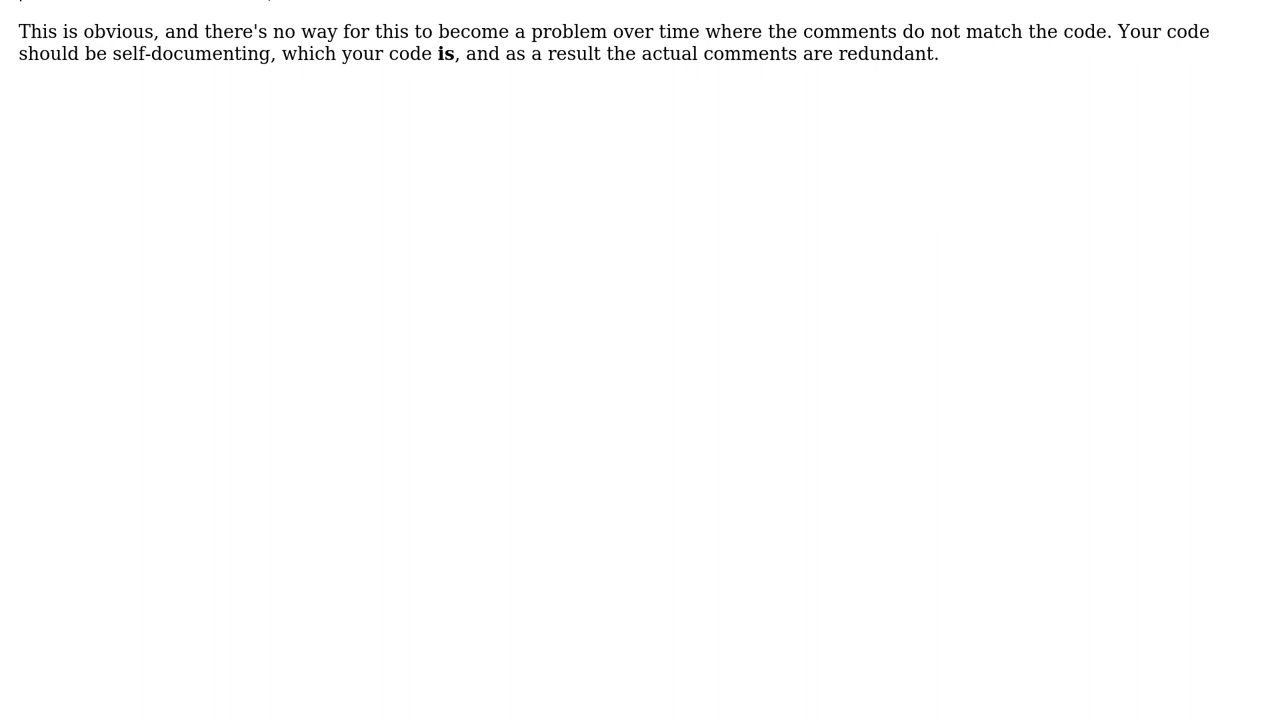 This is obvious, and there's no way for this to become a problem over time where the comments do not match the code. Your code
should be self-documenting, which your code is, and as a result the actual comments are redundant.